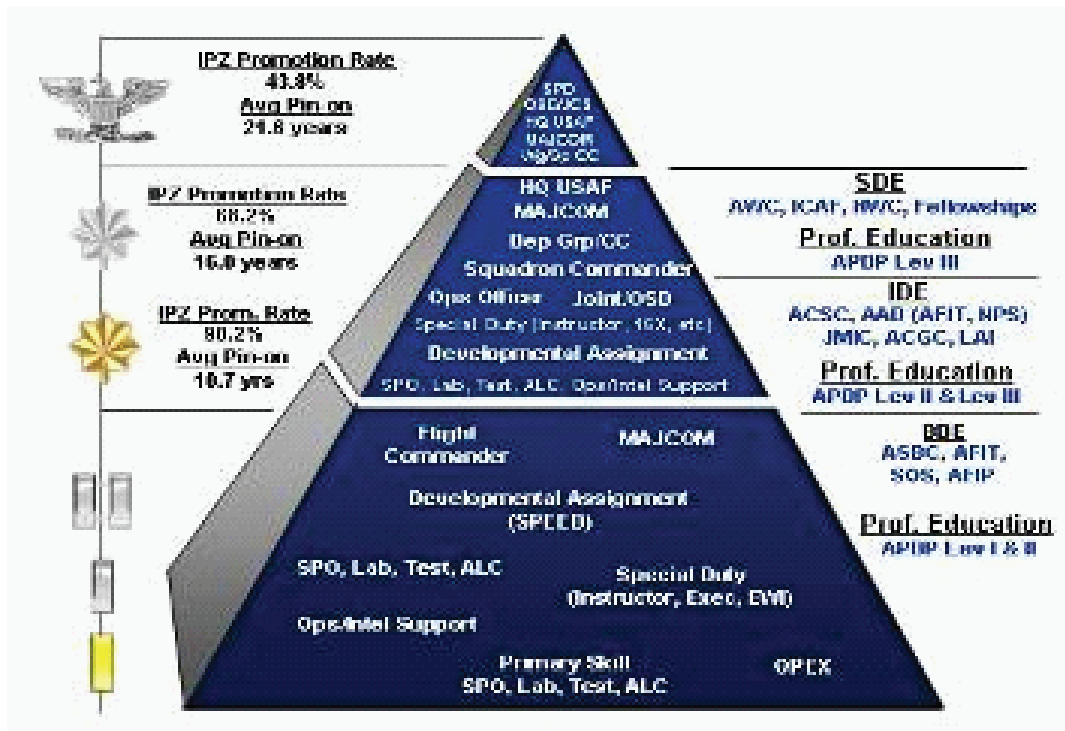 IPZ Promotion Rate
43.8%
Avg Pin-on
21.6 years
IPZ Promotion Rate
Avg Pin-on
16.0 years
IPZ Prom. Rate
90.2%
Avg Pin-on
10.7 yrs
SPO
HQ USAF
MAJCOM
HQ USAF
MAJCOM
Dep Grp/CC
Squadron Commander
Ops Officer Joint/OSD
Special Duty (Instructor, 16X, etc)
Developmental Assignment
SPO, Lab, Test, ALC, Ops/Intel Support
Flight
Commander
MAJCOM
Developmental Assignment
(SPEED)
SPO, Lab, Test, ALC
Special Duty
(Instructor, Exec, EWI)
Ops/Intel Support
Primary Skill
SPO, Lab, Test, ALC
OPEX
SDE
AWC, ICAF, NWC, Fellowships
Prof. Education
APDP Lev III
IDE
ACSC, AAD (AFIT, NPS)
JMIC, ACGC, LAI
Prof. Education
APDP Lev II & Lev III
BDE
ASBC, AFIT,
SOS, AFIP
Prof. Education
APDP Lev I & II